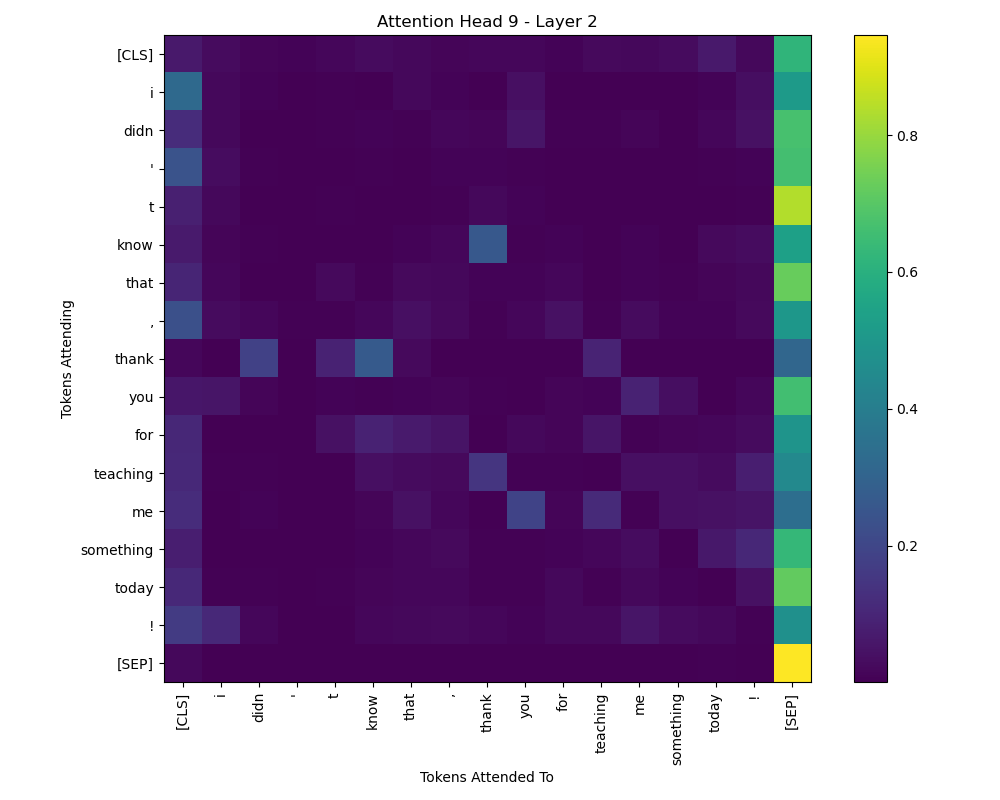 Attention Head 9 - Layer 2
[CLS]
i
didn
'
t
know
that
,
thank
you
for
teaching
me
something
today
!
[SEP]
Tokens Attending
[CLS]
i
didn
'
t
know
that
,
thank
you
for
teaching
me
something
today
!
[SEP]
Tokens Attended To
0.8
0.6
0.4
0.2